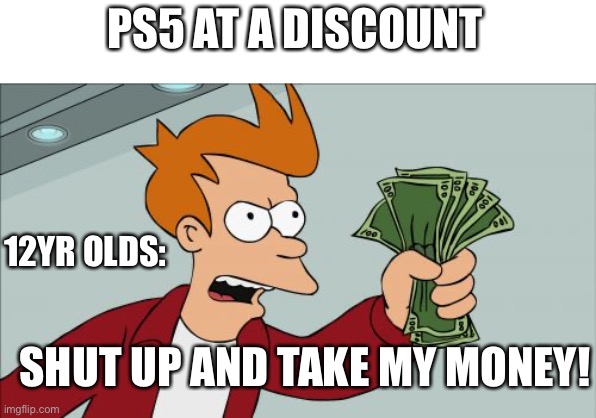 PS5 AT A DISCOUNT
12YR OLDS:
SHUT UP AND TAKE MY MONEY!
imgflip.com